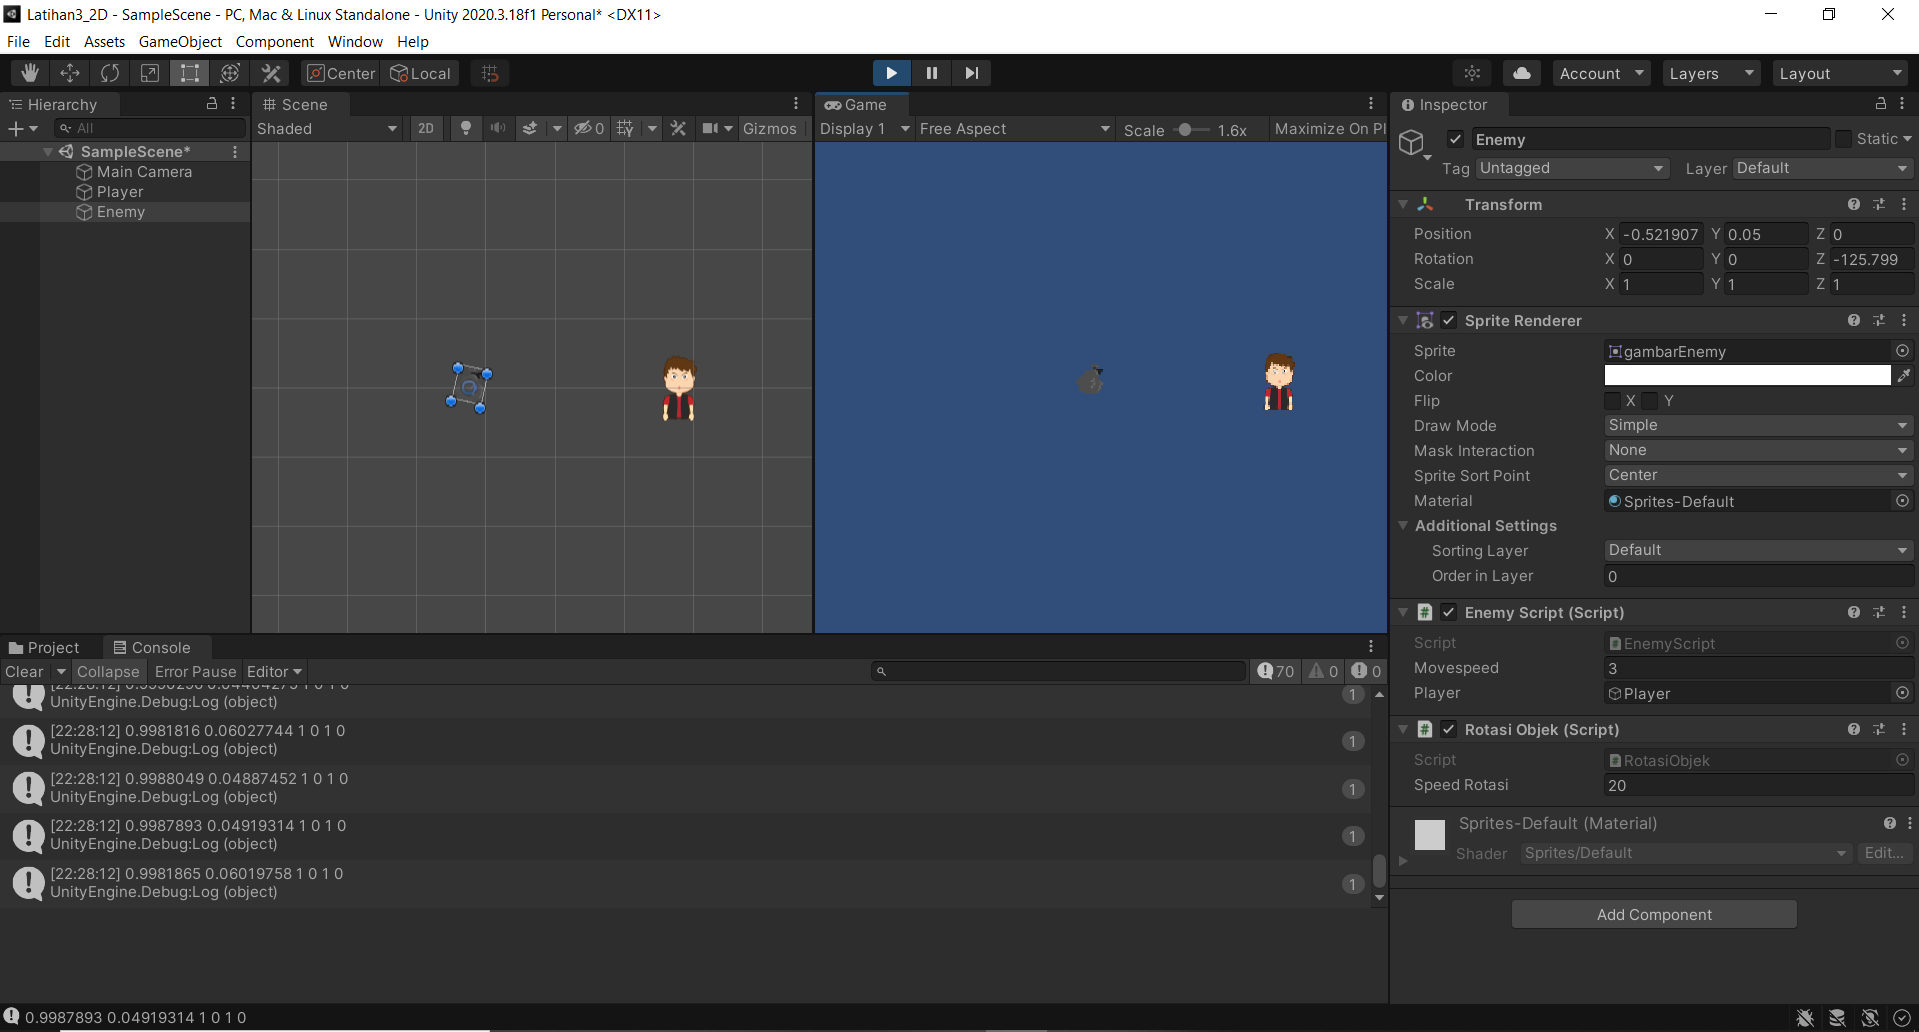 Latihan3_2D - SampleScene - PC, Mac & Linux Standalone - Unity 2020.3.18f1 Personal* <DX11>
File Edit Assets GameObject Component Window Help
Center Local Account Layers Layout
Hierarchy
All
SampleScene*
Main Camera
Player
Enemy
Scene
Shaded 2D 0 Gizmos
Game
Display 1 Free Aspect Scale 1.6x Maximize On Pl
Inspector
Enemy Static
Tag Untagged Layer Default
Transform
Position X -0.521907 Y 0.05 Z 0
Rotation X 0 Y 0 Z -125.799
Scale X 1 Y 1 Z 1
Sprite Renderer
Sprite gambarEnemy
Color
Flip X Y
Draw Mode Simple
Mask Interaction None
Sprite Sort Point Center
Material Sprites-Default
Additional Settings
Sorting Layer Default
Order in Layer 0
Enemy Script (Script)
Script EnemyScript
Movespeed 3
Player Player
Rotasi Objek (Script)
Script RotasiObjek
Speed Rotasi 20
Sprites-Default (Material)
Shader Sprites/Default Edit...
Add Component
Project Console
Clear Collapse Error Pause Editor 70 0 0
UnityEngine.Debug:Log (object) 1
[22:28:12] 0.9981816 0.06027744 1 0 1 0
UnityEngine.Debug:Log (object) 1
[22:28:12] 0.9988049 0.04887452 1 0 1 0
UnityEngine.Debug:Log (object) 1
[22:28:12] 0.9987893 0.04919314 1 0 1 0
UnityEngine.Debug:Log (object) 1
[22:28:12] 0.9981865 0.06019758 1 0 1 0
UnityEngine.Debug:Log (object) 1
0.9987893 0.04919314 1 0 1 0